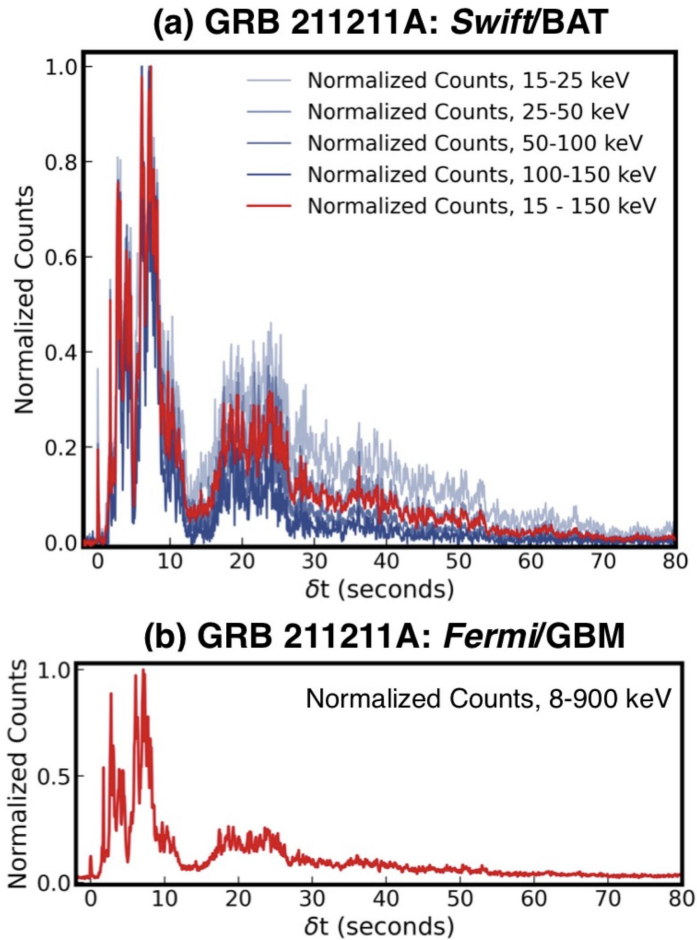 (a) GRB 211211A: Swift/BAT
Normalized Counts, 15-25 keV
Normalized Counts, 25-50 keV
Normalized Counts, 50-100 keV
Normalized Counts, 100-150 keV
Normalized Counts, 15 - 150 keV
Normalized Counts
1.0
0.8
0.6
0.4
0.2
0.0
0 10 20 30 40 50 60 70 80
δt (seconds)
(b) GRB 211211A: Fermi/GBM
Normalized Counts, 8-900 keV
Normalized Counts
1.0
0.5
0.0
0 10 20 30 40 50 60 70 80
δt (seconds)